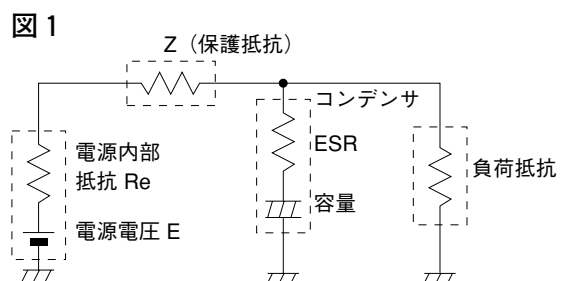 図1
Z（保護抵抗）
コンデンサ
ESR
容量
電源内部
抵抗 Re
電源電圧 E
負荷抵抗